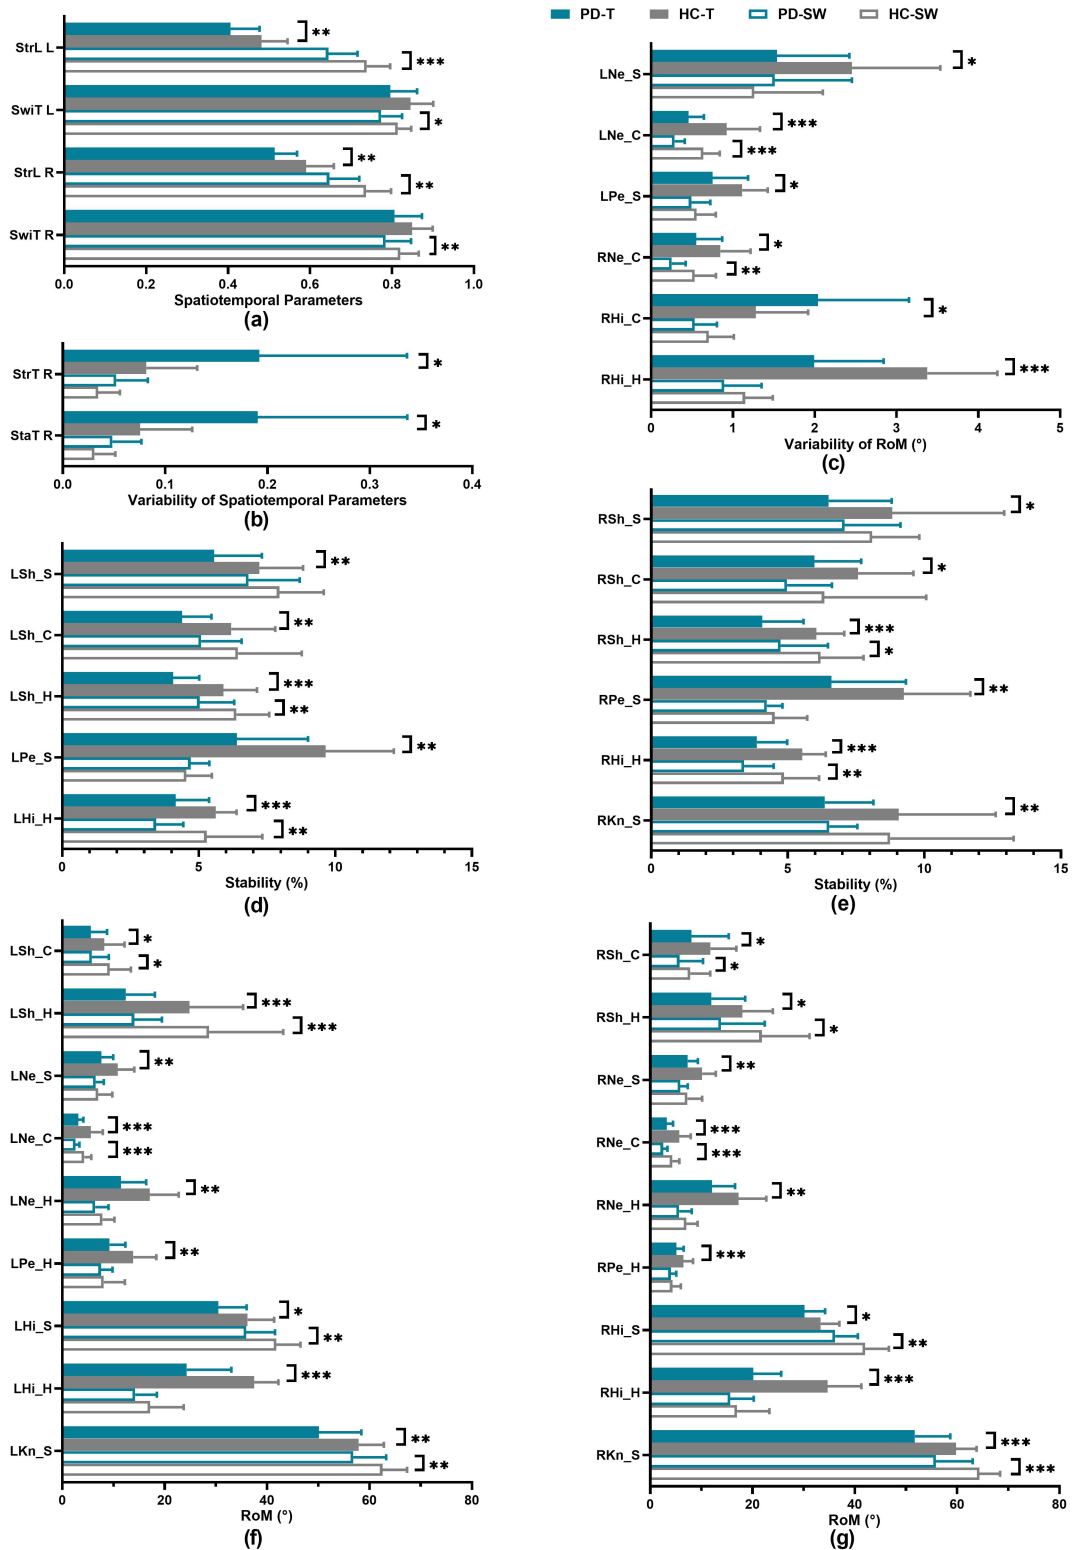 PD-T HC-T PD-SW HC-SW
StrL L ** ***
SwiT L *
StrL R ** **
SwiT R **
0.0 0.2 0.4 0.6 0.8 1.0
Spatiotemporal Parameters
(a)
StrT R *
StaT R *
0.0 0.1 0.2 0.3 0.4
Variability of Spatiotemporal Parameters
(b)
LNe_S *
LNe_C *** ***
LPe_S *
RNe_C * **
RHi_C *
RHi_H ***
0 1 2 3 4 5
Variability of RoM (°)
(c)
LSh_S **
LSh_C **
LSh_H *** **
LPe_S **
LHi_H *** **
0 5 10 15
Stability (%)
(d)
RSh_S *
RSh_C *
RSh_H *** *
RPe_S **
RHi_H *** **
RKn_S **
0 5 10 15
Stability (%)
(e)
LSh_C * *
LSh_H *** ***
LNe_S **
LNe_C *** ***
LNe_H **
LPe_H **
LHi_S * **
LHi_H ***
LKn_S ** **
0 20 40 60 80
RoM (°)
(f)
RSh_C * *
RSh_H * *
RNe_S **
RNe_C *** ***
RNe_H **
RPe_H ***
RHi_S * **
RHi_H ***
RKn_S *** ***
0 20 40 60 80
RoM (°)
(g)